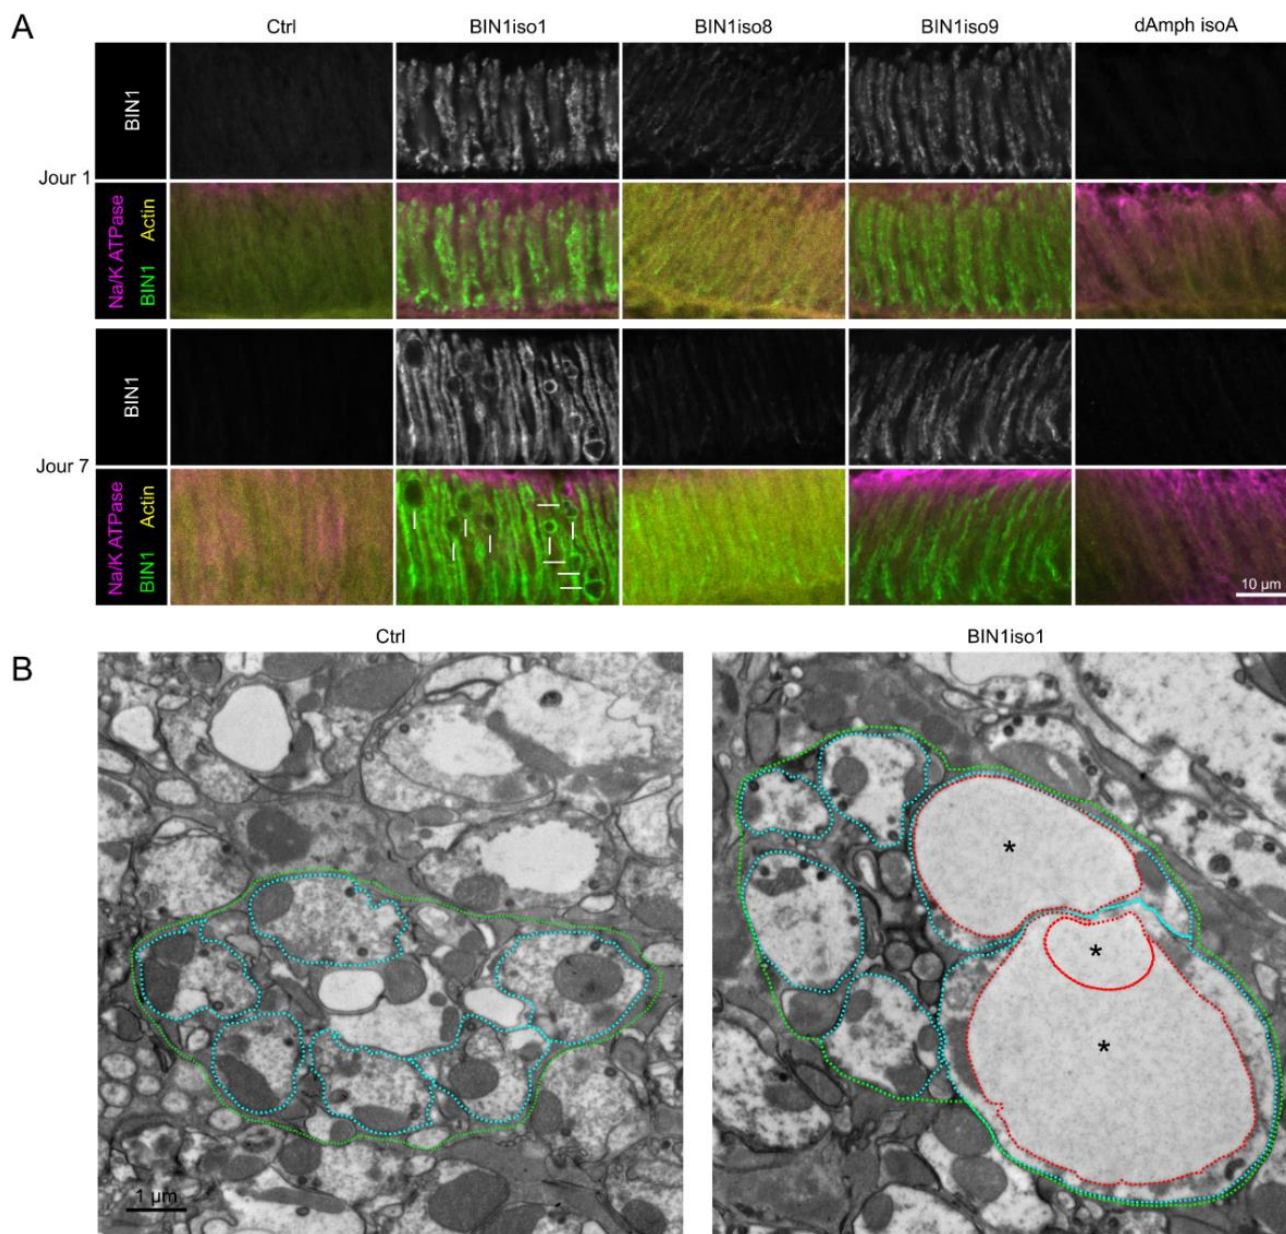 A
Ctrl BIN1iso1 BIN1iso8 BIN1iso9 dAmph isoA
Jour 1
BIN1
Na/K ATPase
BIN1 Actin
Jour 7
BIN1
Na/K ATPase
BIN1 Actin
10 µm
B
Ctrl BIN1iso1
*
*
*
1 µm